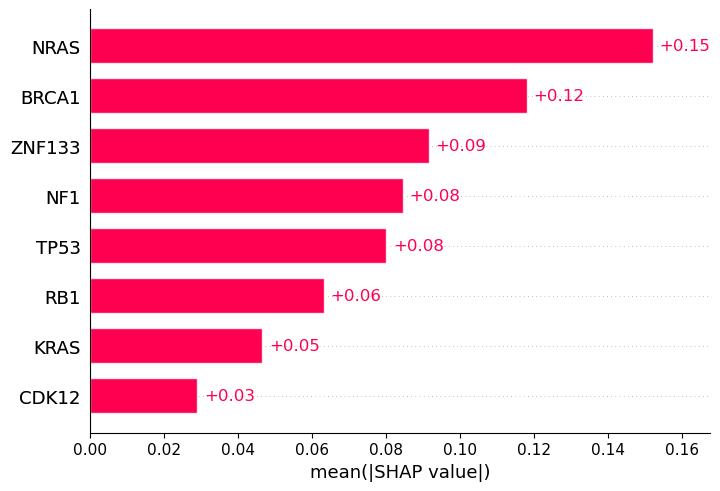 NRAS +0.15
BRCA1 +0.12
ZNF133 +0.09
NF1 +0.08
TP53 +0.08
RB1 +0.06
KRAS +0.05
CDK12 +0.03
0.00 0.02 0.04 0.06 0.08 0.10 0.12 0.14 0.16
mean(|SHAP value|)